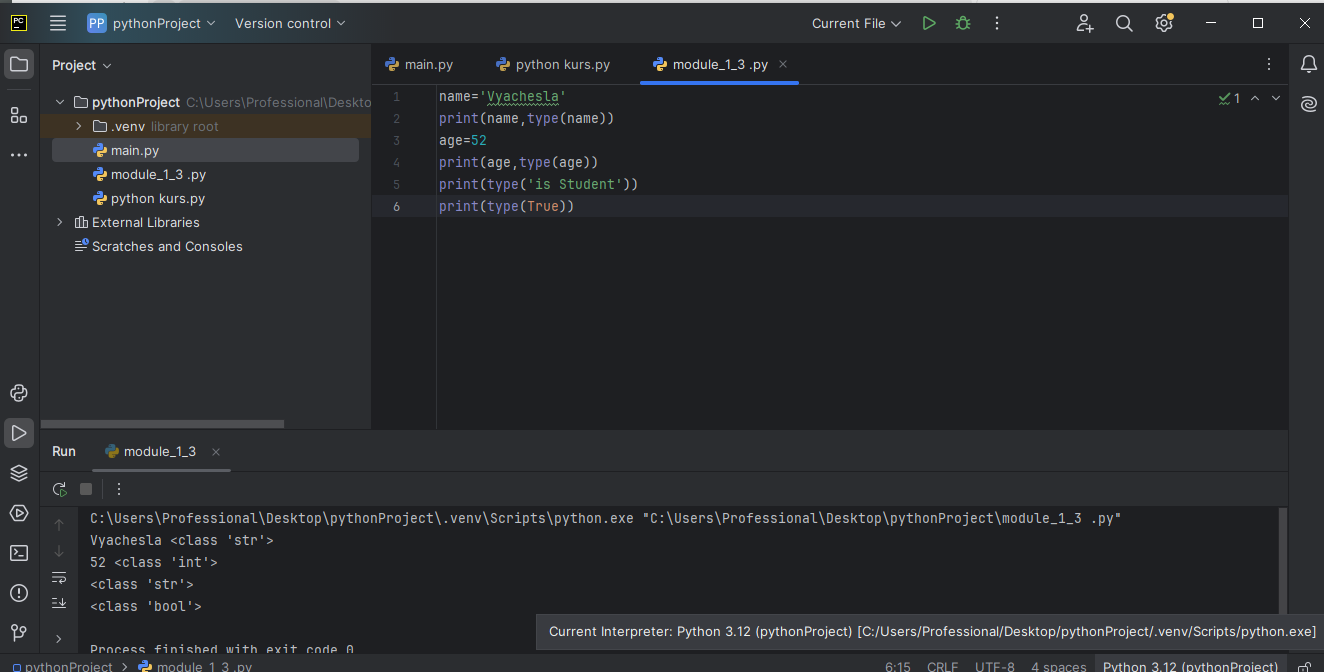 PC
PP pythonProject Version control Current File
Project
main.py python kurs.py module_1_3 .py
pythonProject C:\Users\Professional\Deskto
.venv library root
main.py
module_1_3 .py
python kurs.py
External Libraries
Scratches and Consoles
1 name='Vyachesla'
2 print(name,type(name))
3 age=52
4 print(age,type(age))
5 print(type('is Student'))
6 print(type(True))
1
Run module_1_3
C:\Users\Professional\Desktop\pythonProject\.venv\Scripts\python.exe "C:\Users\Professional\Desktop\pythonProject\module_1_3 .py"
Vyachesla <class 'str'>
52 <class 'int'>
<class 'str'>
<class 'bool'>
Process finished with exit code 0
Current Interpreter: Python 3.12 (pythonProject) [C:/Users/Professional/Desktop/pythonProject/.venv/Scripts/python.exe]
pythonProject > module_1_3 .py 6:15 CRLF UTF-8 4 spaces Python 3.12 (pythonProject)